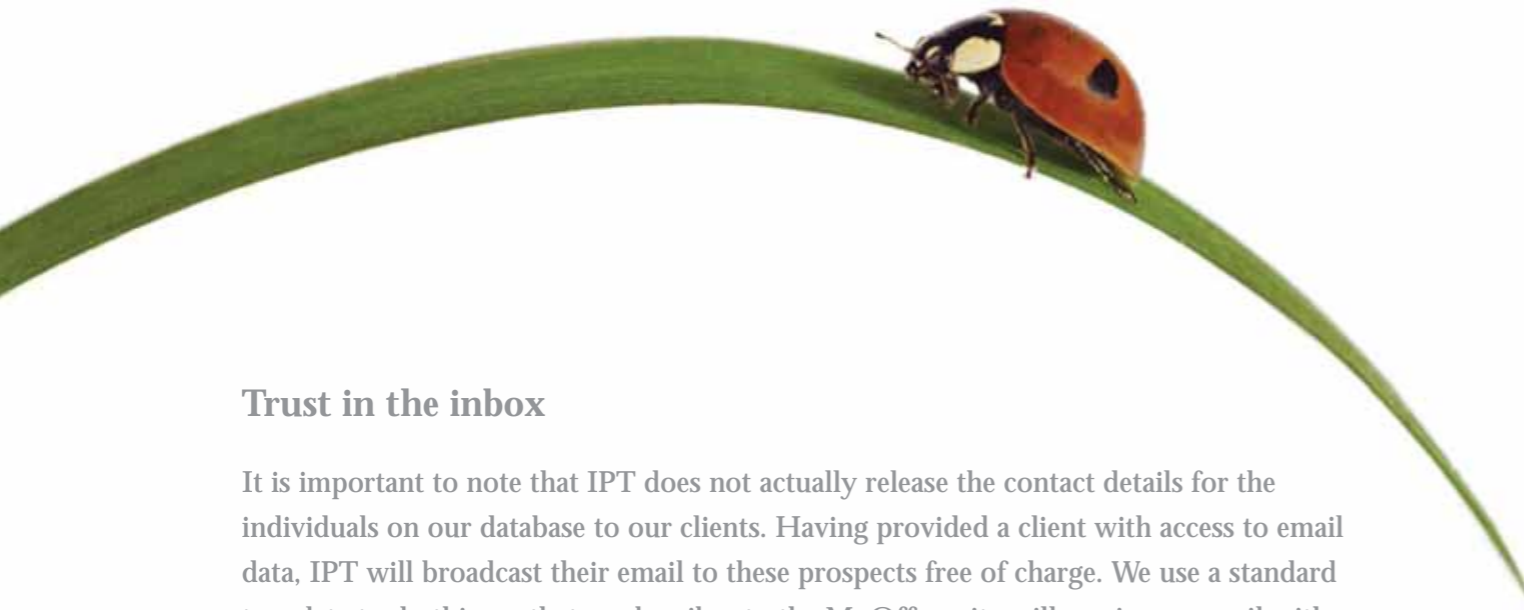 Trust in the inbox
It is important to note that IPT does not actually release the contact details for the
individuals on our database to our clients. Having provided a client with access to email
data, IPT will broadcast their email to these prospects free of charge. We use a standard